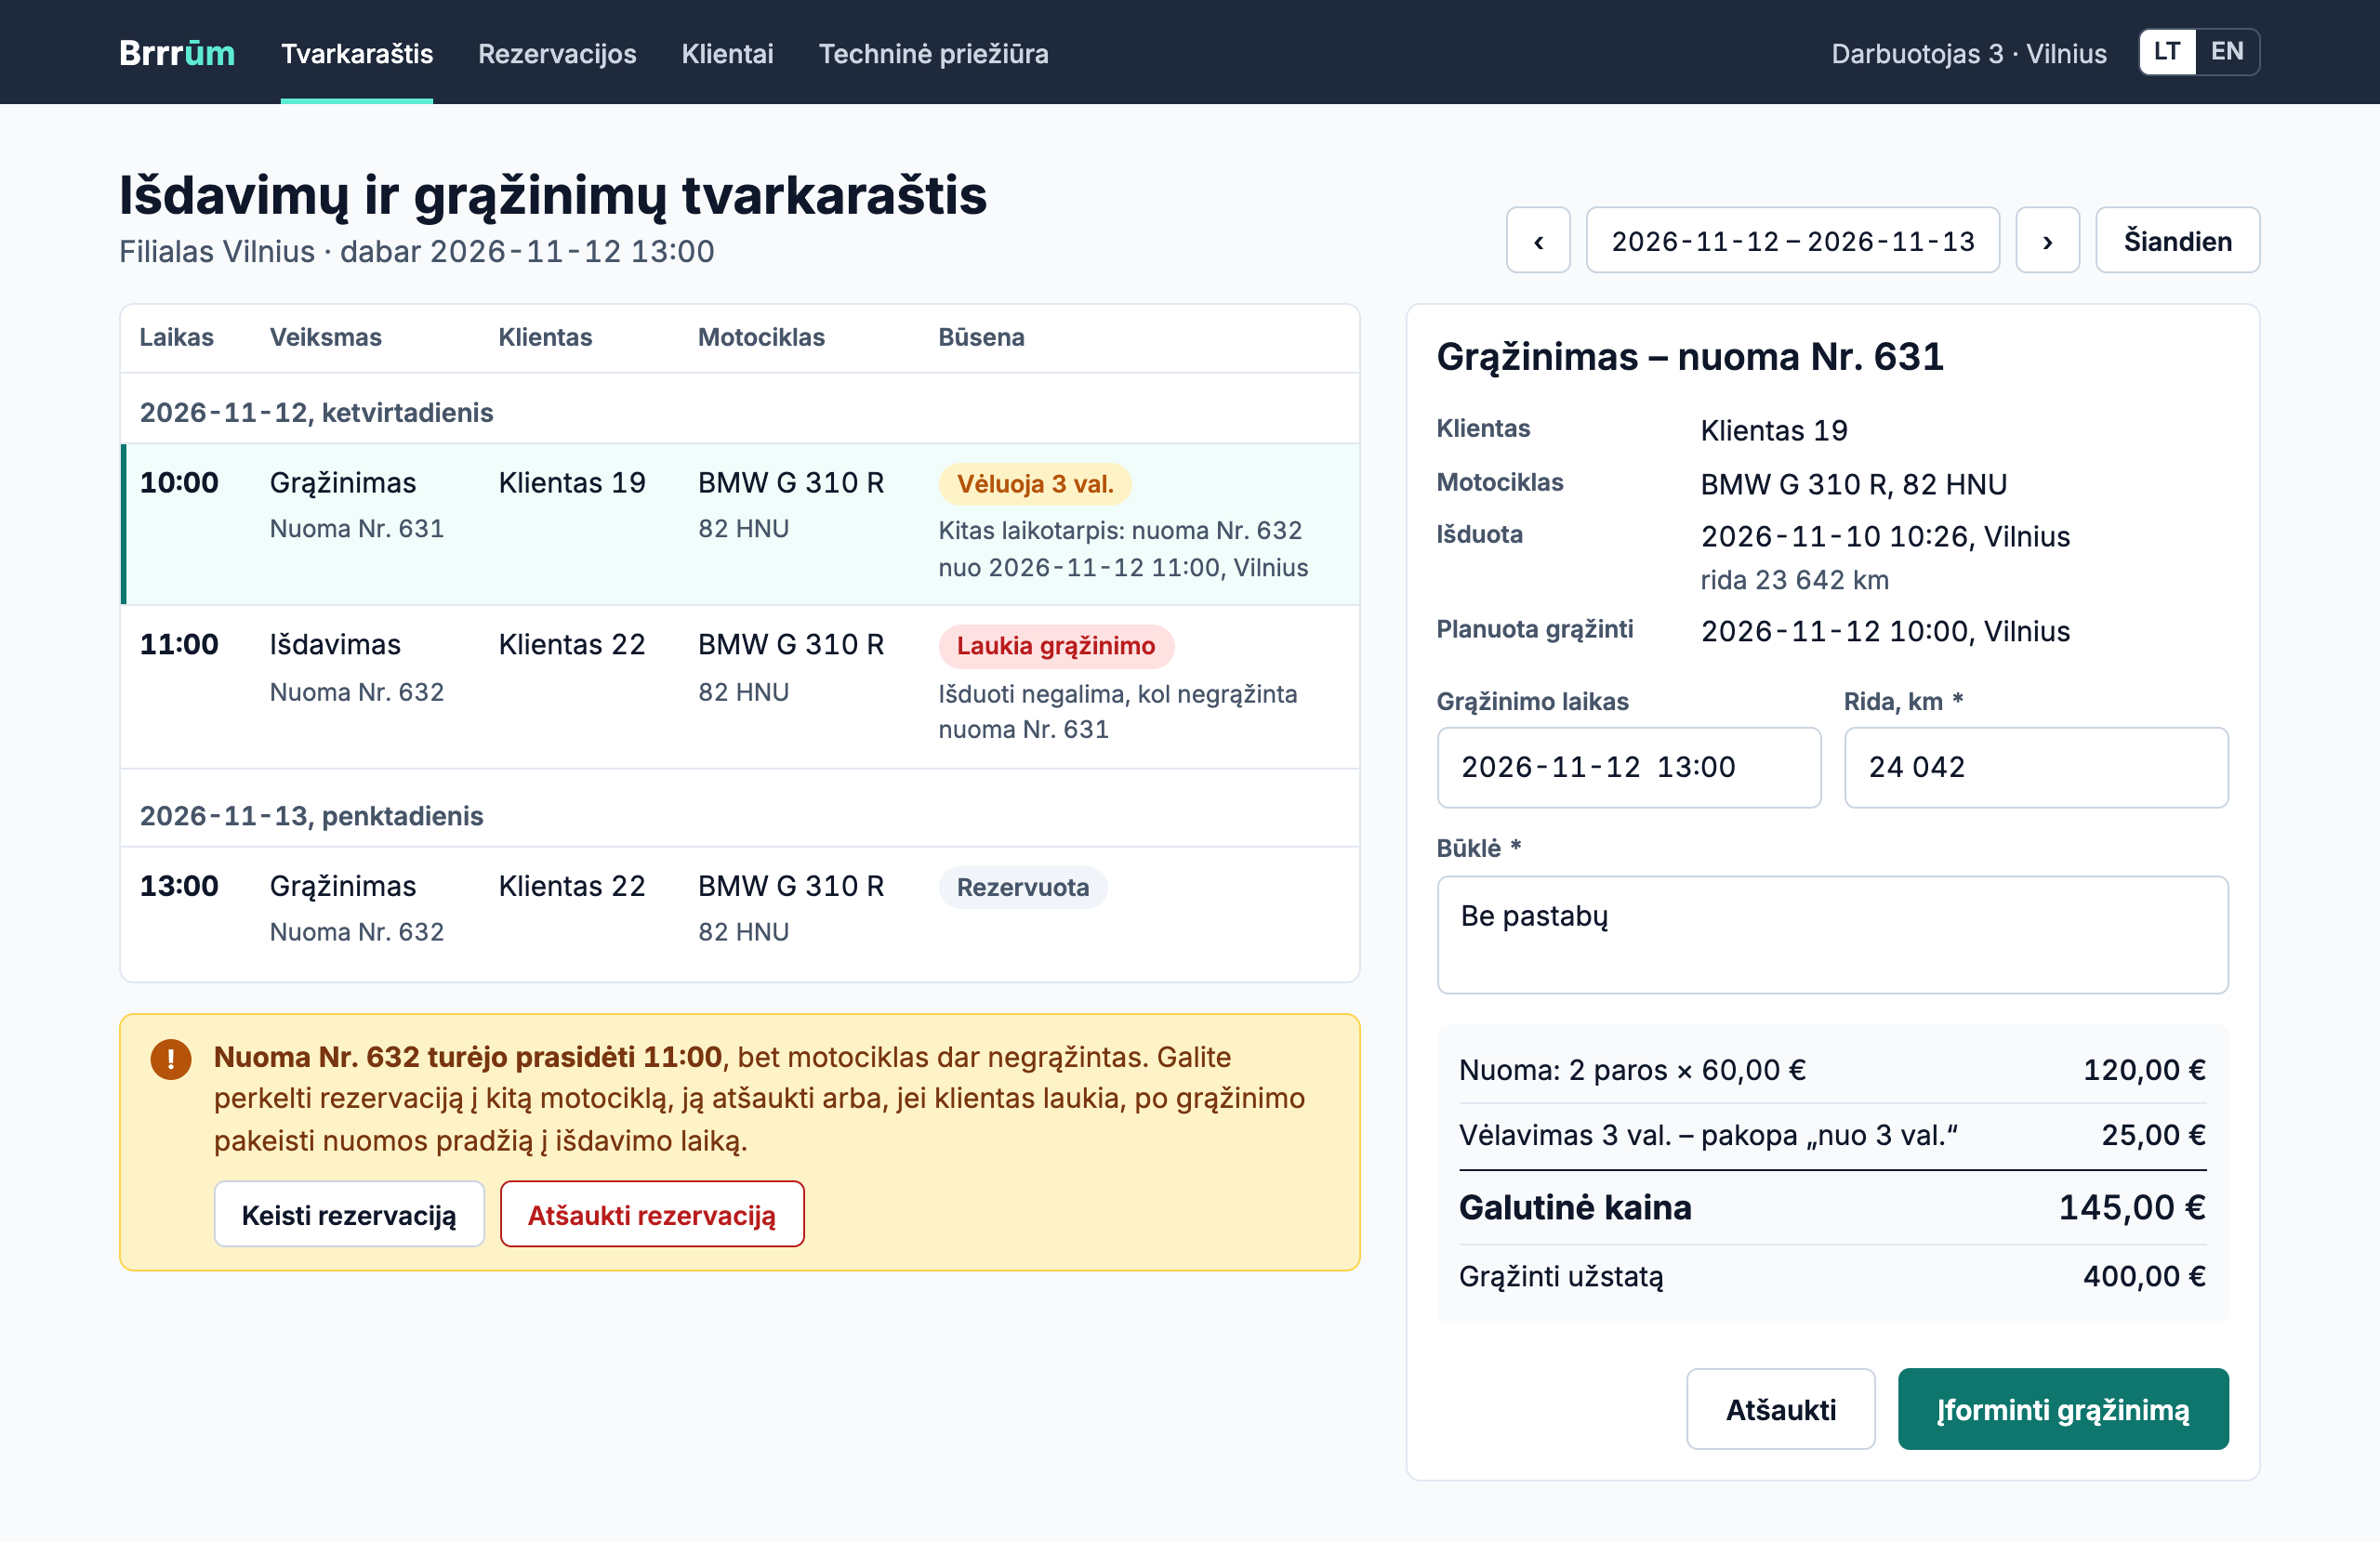 Brrrūm Tvarkaraštis Rezervacijos Klientai Techninė priežiūra Darbuotojas 3 · Vilnius LT EN
Išdavimų ir grąžinimų tvarkaraštis
Filialas Vilnius · dabar 2026-11-12 13:00
‹ 2026-11-12 – 2026-11-13 › Šiandien
Laikas Veiksmas Klientas Motociklas Būsena
2026-11-12, ketvirtadienis
10:00 Grąžinimas Klientas 19 BMW G 310 R Vėluoja 3 val.
Nuoma Nr. 631 82 HNU Kitas laikotarpis: nuoma Nr. 632
nuo 2026-11-12 11:00, Vilnius
11:00 Išdavimas Klientas 22 BMW G 310 R Laukia grąžinimo
Nuoma Nr. 632 82 HNU Išduoti negalima, kol negrąžinta
nuoma Nr. 631
2026-11-13, penktadienis
13:00 Grąžinimas Klientas 22 BMW G 310 R Rezervuota
Nuoma Nr. 632 82 HNU
! Nuoma Nr. 632 turėjo prasidėti 11:00, bet motociklas dar negrąžintas. Galite
perkelti rezervaciją į kitą motociklą, ją atšaukti arba, jei klientas laukia, po grąžinimo
pakeisti nuomos pradžią į išdavimo laiką.
Keisti rezervaciją Atšaukti rezervaciją
Grąžinimas – nuoma Nr. 631
Klientas Klientas 19
Motociklas BMW G 310 R, 82 HNU
Išduota 2026-11-10 10:26, Vilnius
rida 23 642 km
Planuota grąžinti 2026-11-12 10:00, Vilnius
Grąžinimo laikas Rida, km *
2026-11-12 13:00 24 042
Būklė *
Be pastabų
Nuoma: 2 paros × 60,00 € 120,00 €
Vėlavimas 3 val. – pakopa „nuo 3 val.“ 25,00 €
Galutinė kaina 145,00 €
Grąžinti užstatą 400,00 €
Atšaukti Įforminti grąžinimą